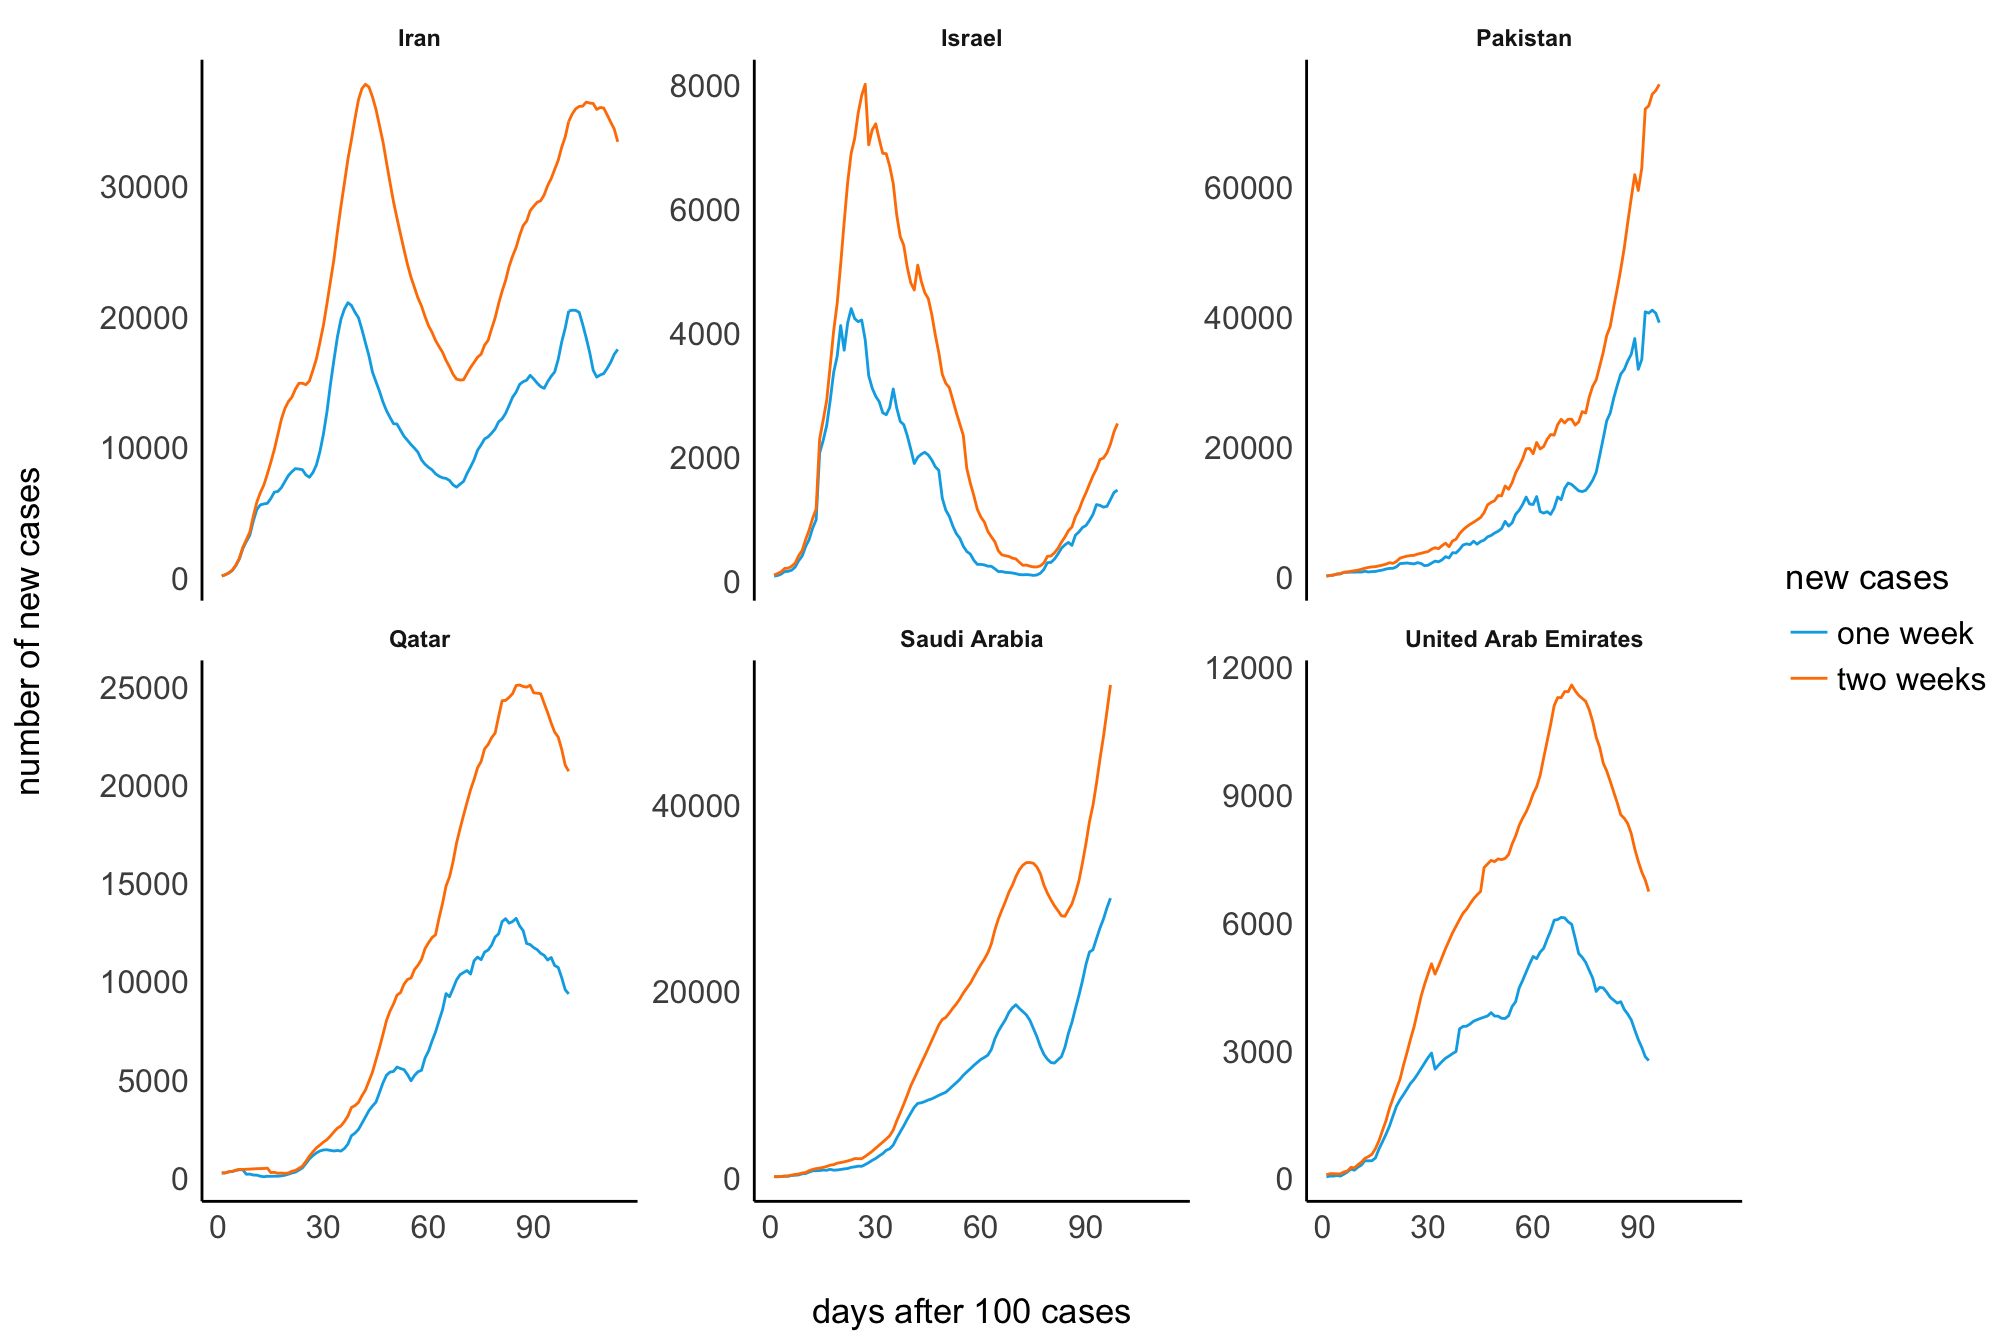 Iran
Israel
Pakistan
30000
20000
10000
0
8000
6000
4000
2000
0
60000
40000
20000
0
number of new cases
new cases
one week
two weeks
Qatar
Saudi Arabia
United Arab Emirates
25000
20000
15000
10000
5000
0
40000
20000
0
12000
9000
6000
3000
0
0 30 60 90
0 30 60 90
0 30 60 90
days after 100 cases